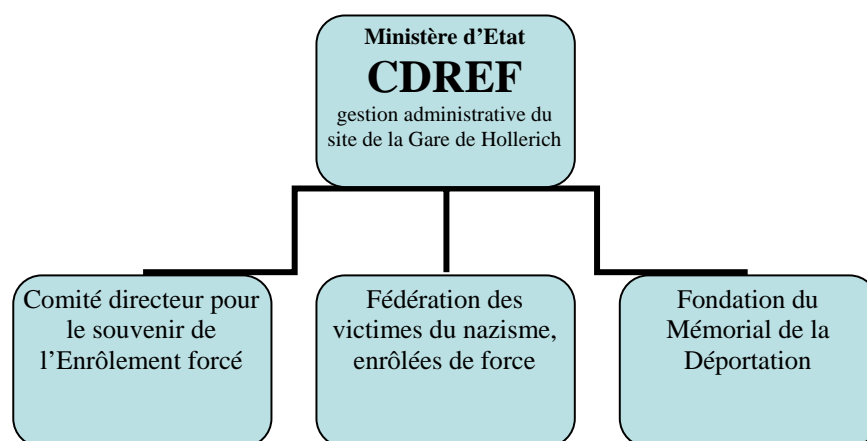 Ministère d’Etat
CDREF
gestion administrative du
site de la Gare de Hollerich
Comité directeur pour
le souvenir de
l’Enrôlement forcé
Fédération des
victimes du nazisme,
enrôlées de force
Fondation du
Mémorial de la
Déportation